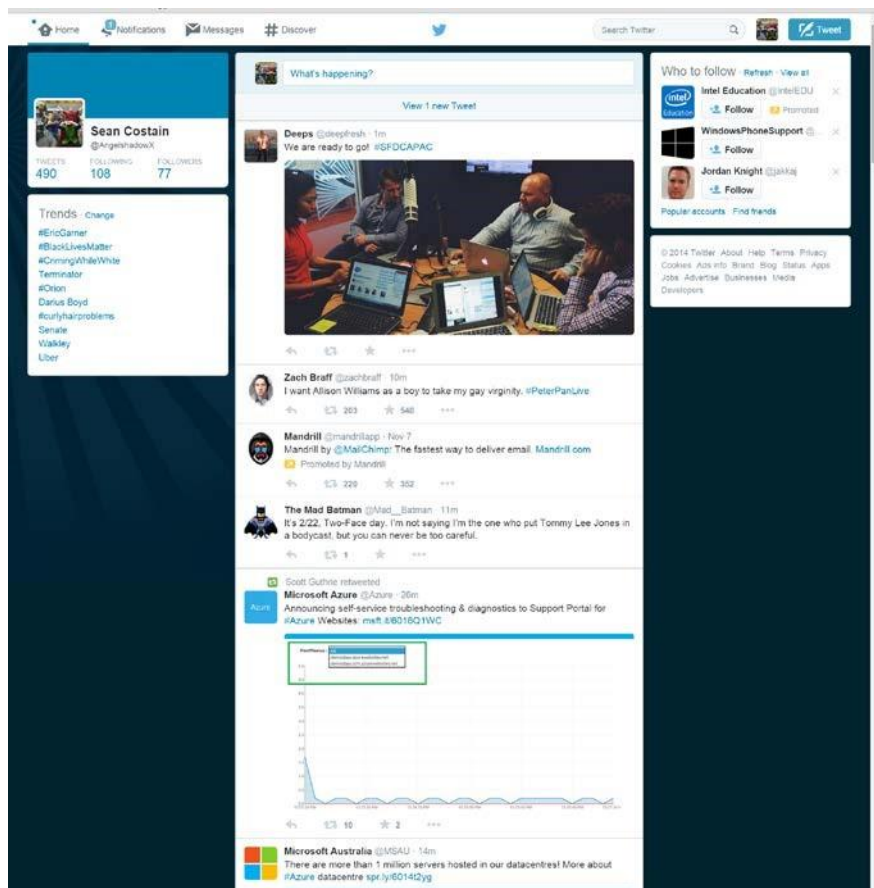 Home
1
Notifications
Messages
# Discover
Search Twitter
Tweet
Sean Costain
@AngelshadowX
TWEETS FOLLOWING FOLLOWERS
490 108 77
Trends · Change
#EricGarner
#BlackLivesMatter
#CrimingWhileWhite
Terminator
#Orion
Darius Boyd
#curlyhairproblems
Senate
Walkley
Uber
What's happening?
View 1 new Tweet
Deeps @deepfresh · 1m
We are ready to go! #SFDCAPAC
Zach Braff @zachbraff · 10m
I want Allison Williams as a boy to take my gay virginity. #PeterPanLive
203 540
Mandrill @mandrillapp · Nov 7
Mandrill by @MailChimp: The fastest way to deliver email. Mandrill.com
Promoted by Mandrill
220 352
The Mad Batman @Mad__Batman · 11m
It's 2/22, Two-Face day. I'm not saying I'm the one who put Tommy Lee Jones in
a bodycast, but you can never be too careful.
1
Scott Guthrie retweeted
Azure
Microsoft Azure @Azure · 26m
Announcing self-service troubleshooting & diagnostics to Support Portal for
#Azure Websites: msft.it/6016Q1WC
10 2
Microsoft Australia @MSAU · 14m
There are more than 1 million servers hosted in our datacentres! More about
#Azure datacentre spr.ly/6014t2yg
Who to follow · Refresh · View all
(intel)
Education
Intel Education @IntelEDU
Follow Promoted
WindowsPhoneSupport @
Follow
Jordan Knight @jakkaj
Follow
Popular accounts · Find friends
© 2014 Twitter About Help Terms Privacy
Cookies Ads info Brand Blog Status Apps
Jobs Advertise Businesses Media
Developers